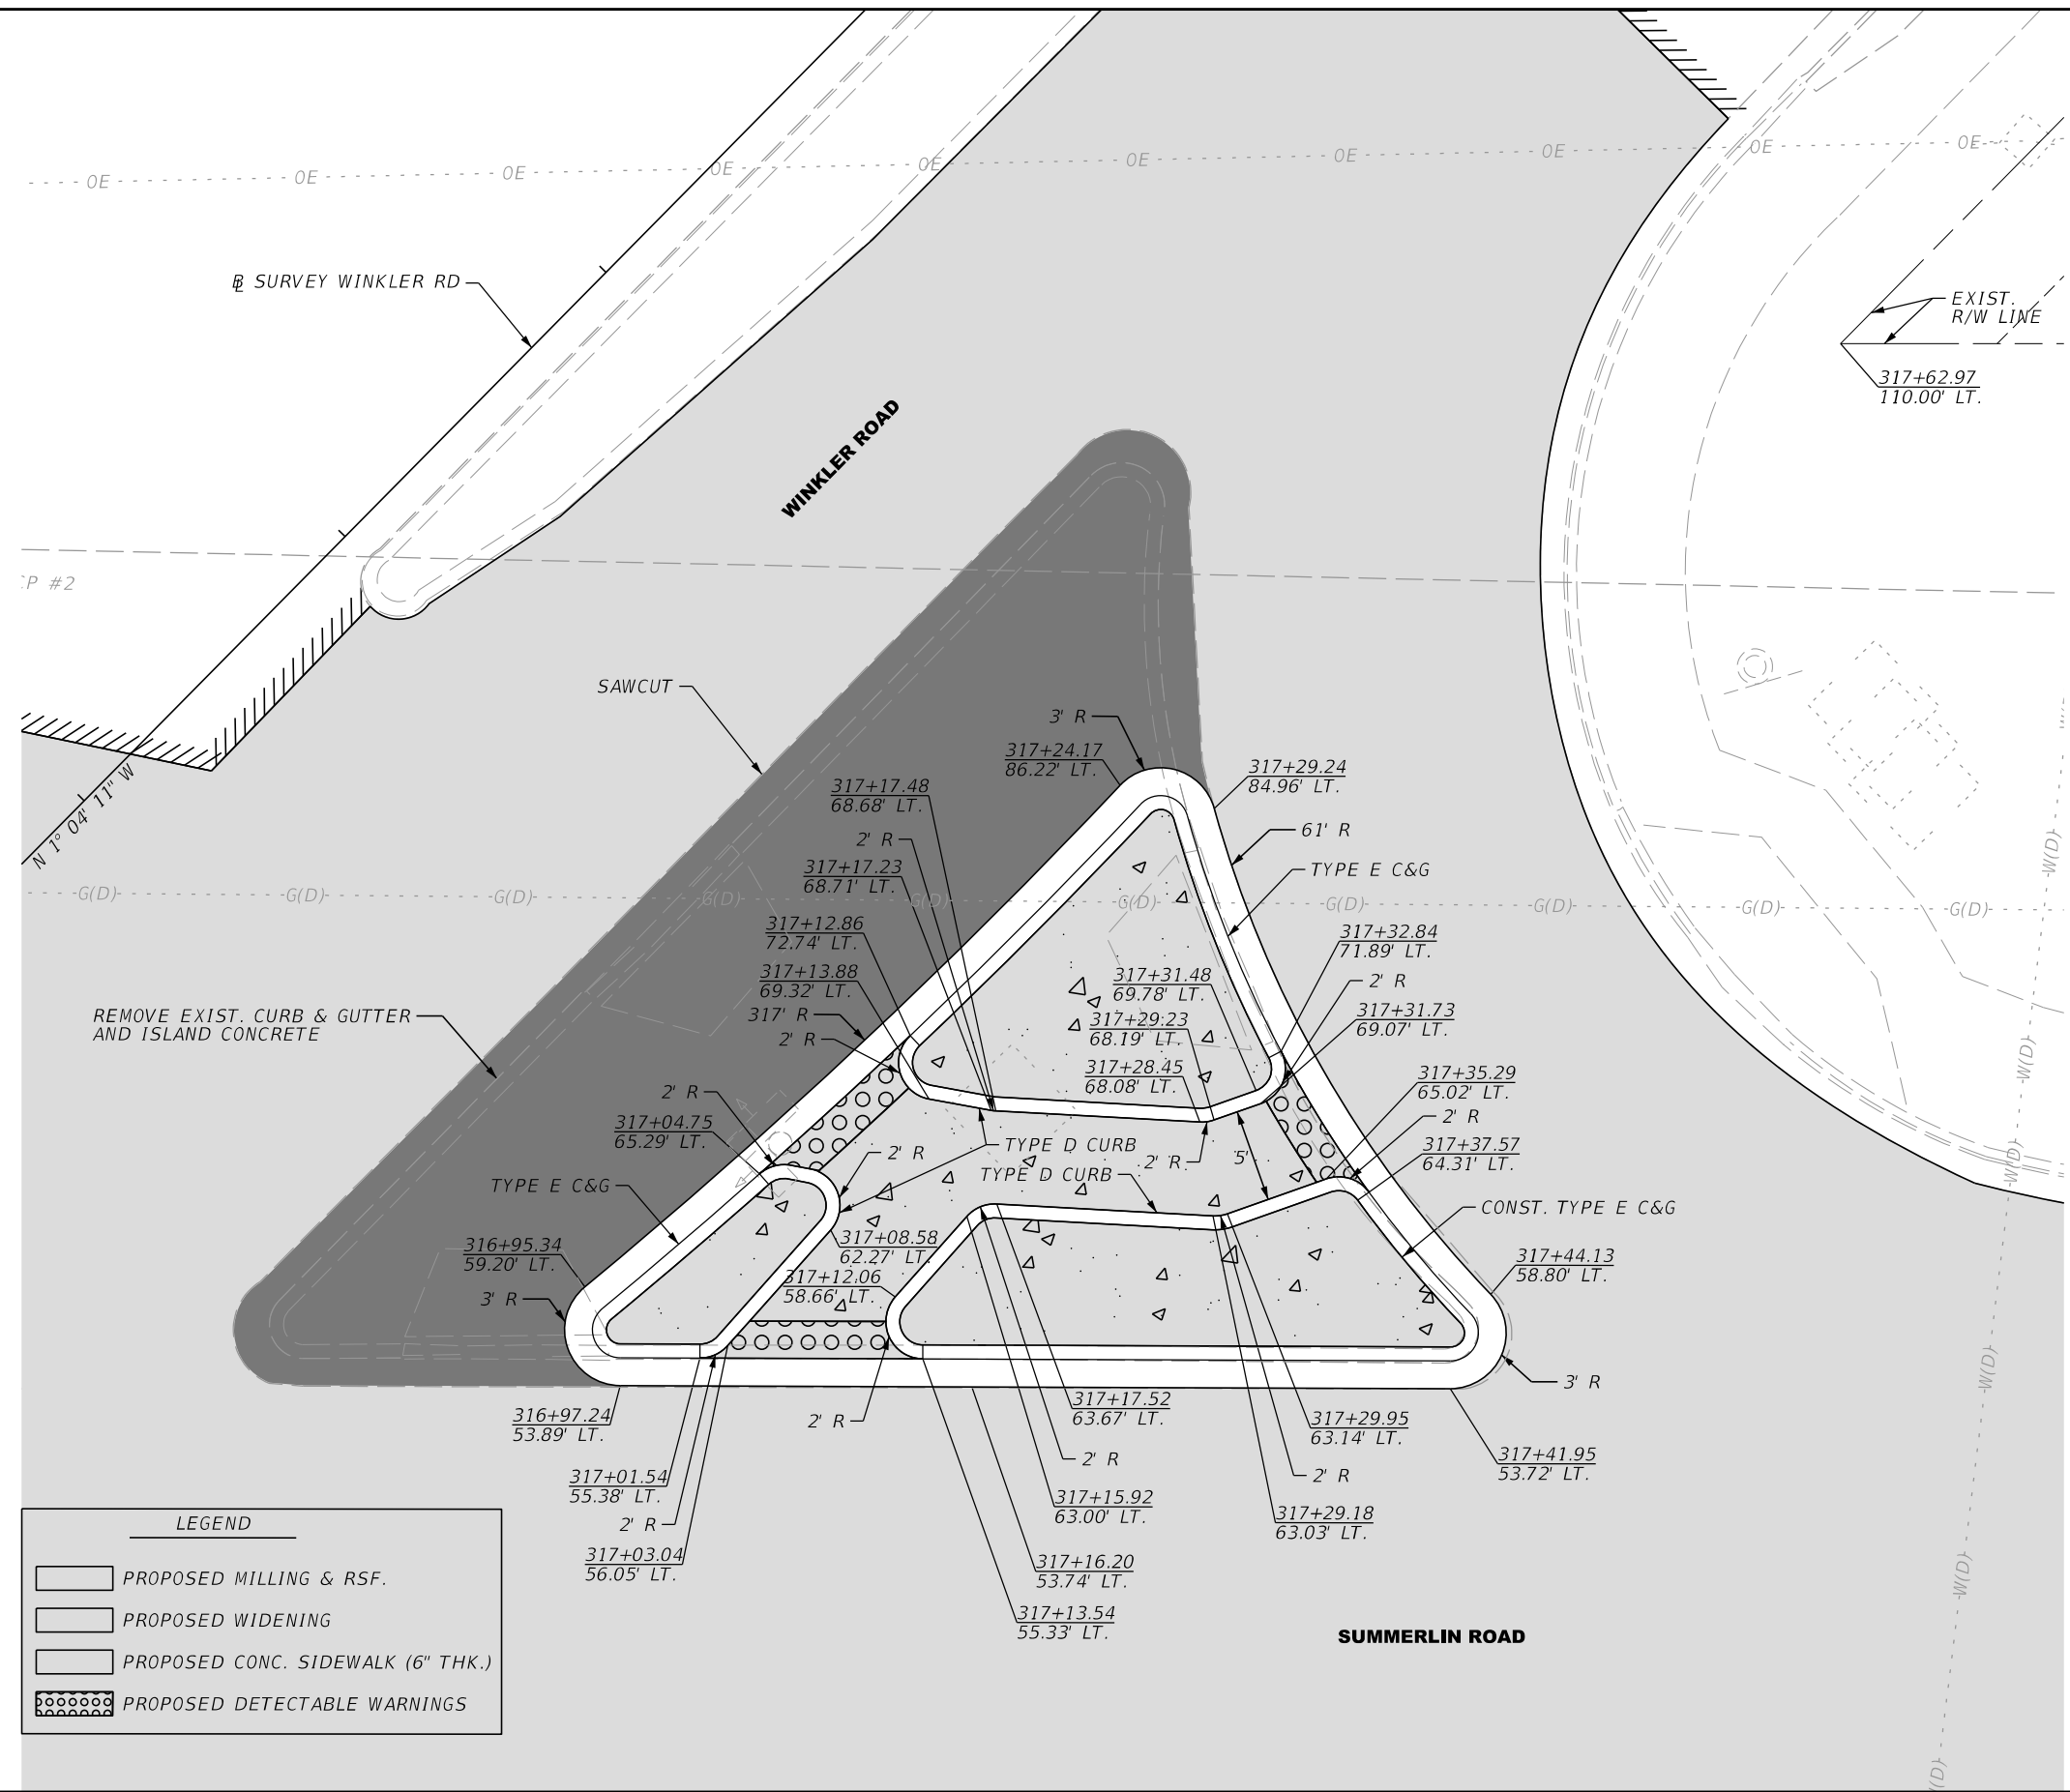 OE OE OE OE OE OE OE OE OE OE
℄ SURVEY WINKLER RD
EXIST.
R/W LINE
317+62.97
110.00' LT.
WINKLER ROAD
CP #2
SAWCUT
3' R
317+24.17
86.22' LT.
317+29.24
84.96' LT.
317+17.48
68.68' LT.
N 1° 04' 11" W
2' R
61' R
317+17.23
68.71' LT.
TYPE E C&G
G(D) G(D) G(D) G(D) G(D) G(D) G(D) G(D) G(D) G(D)
W(D)
317+12.86
72.74' LT.
317+32.84
71.89' LT.
317+13.88
69.32' LT.
317+31.48
69.78' LT.
2' R
REMOVE EXIST. CURB & GUTTER
AND ISLAND CONCRETE
317' R
317+29.23
68.19' LT.
317+31.73
69.07' LT.
2' R
W(D)
317+28.45
68.08' LT.
317+35.29
65.02' LT.
2' R
2' R
317+04.75
65.29' LT.
TYPE D CURB
2' R
2' R
5'
317+37.57
64.31' LT.
W(D)
TYPE D CURB
TYPE E C&G
CONST. TYPE E C&G
317+08.58
62.27' LT.
316+95.34
59.20' LT.
317+44.13
58.80' LT.
317+12.06
58.66' LT.
3' R
3' R
W(D)
316+97.24
53.89' LT.
2' R
317+17.52
63.67' LT.
317+29.95
63.14' LT.
2' R
2' R
317+41.95
53.72' LT.
317+01.54
55.38' LT.
317+15.92
63.00' LT.
317+29.18
63.03' LT.
2' R
317+03.04
56.05' LT.
317+16.20
53.74' LT.
W(D)
317+13.54
55.33' LT.
SUMMERLIN ROAD
LEGEND
PROPOSED MILLING & RSF.
PROPOSED WIDENING
PROPOSED CONC. SIDEWALK (6" THK.)
PROPOSED DETECTABLE WARNINGS